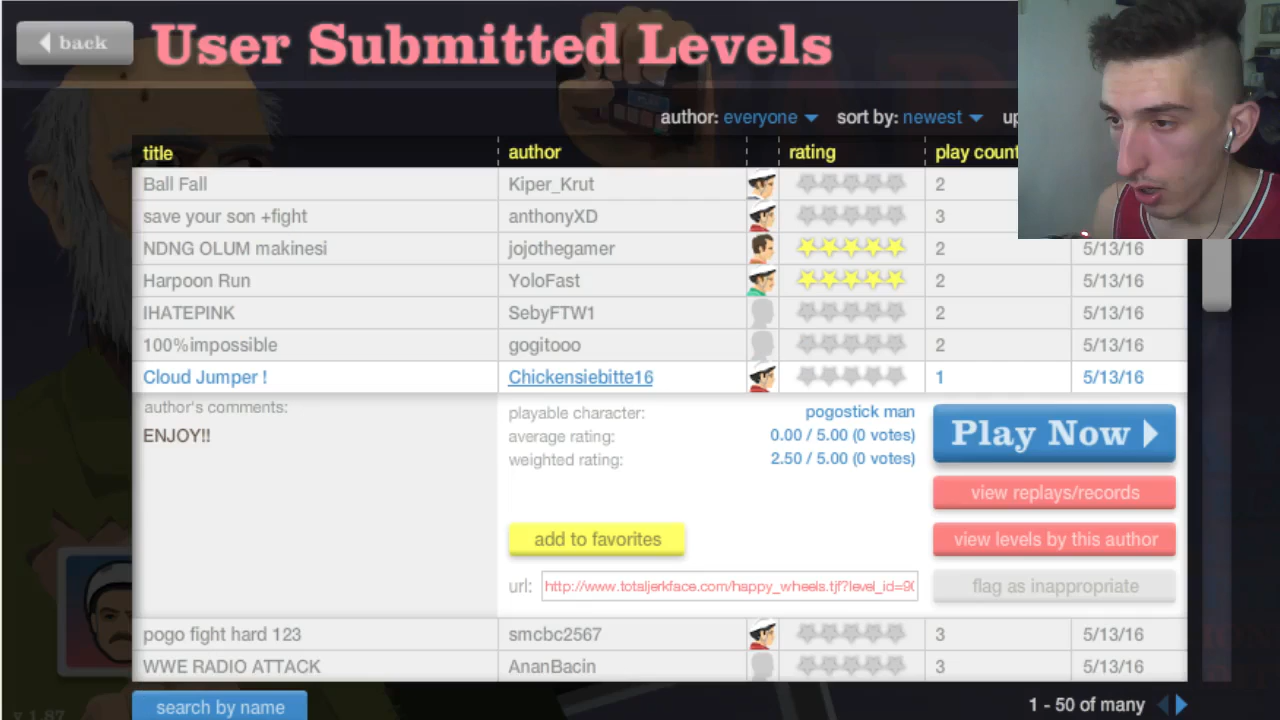 back
User Submitted Levels
author: everyone sort by: newest up
title author rating play count
Ball Fall Kiper_Krut 2
save your son +fight anthonyXD 3
NDNG OLUM makinesi jojothegamer 2 5/13/16
Harpoon Run YoloFast 2 5/13/16
IHATEPINK SebyFTW1 2 5/13/16
100%impossible gogitooo 2 5/13/16
Cloud Jumper ! Chickensiebitte16 1 5/13/16
author's comments:
ENJOY!!
playable character: pogostick man
average rating: 0.00 / 5.00 (0 votes)
weighted rating: 2.50 / 5.00 (0 votes)
Play Now
view replays/records
add to favorites
view levels by this author
url: http://www.totaljerkface.com/happy_wheels.tjf?level_id=9
flag as inappropriate
pogo fight hard 123 smcbc2567 3 5/13/16
WWE RADIO ATTACK AnanBacin 3 5/13/16
search by name
1 - 50 of many
v 1.87